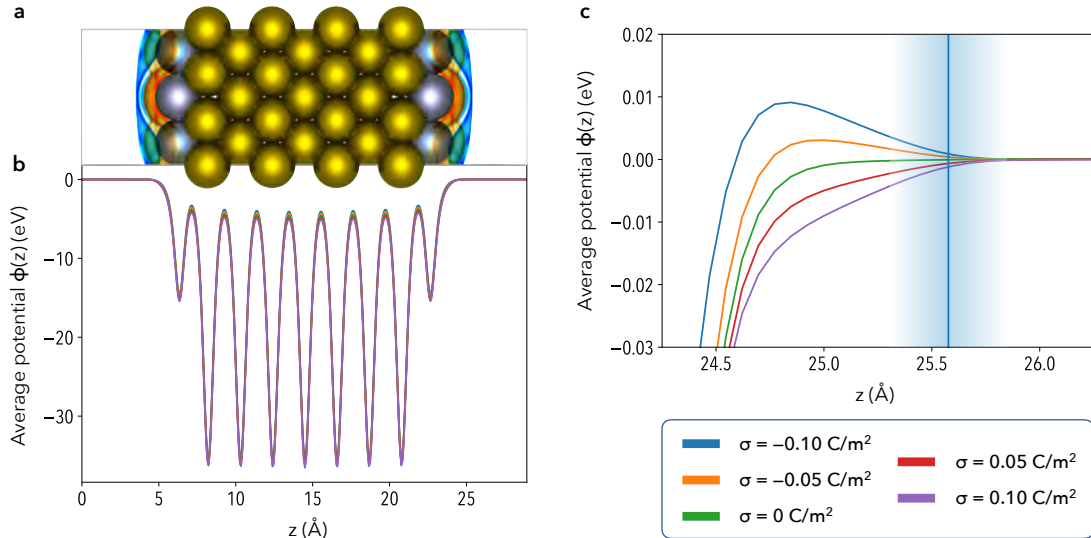 a
b
0
−10
−20
−30
Average potential ϕ(z) (eV)
0 5 10 15 20 25
z (Å)
c
0.02
0.01
0.00
−0.01
−0.02
−0.03
Average potential ϕ(z) (eV)
24.5 25.0 25.5 26.0
z (Å)
σ = −0.10 C/m²
σ = −0.05 C/m²
σ = 0 C/m²
σ = 0.05 C/m²
σ = 0.10 C/m²